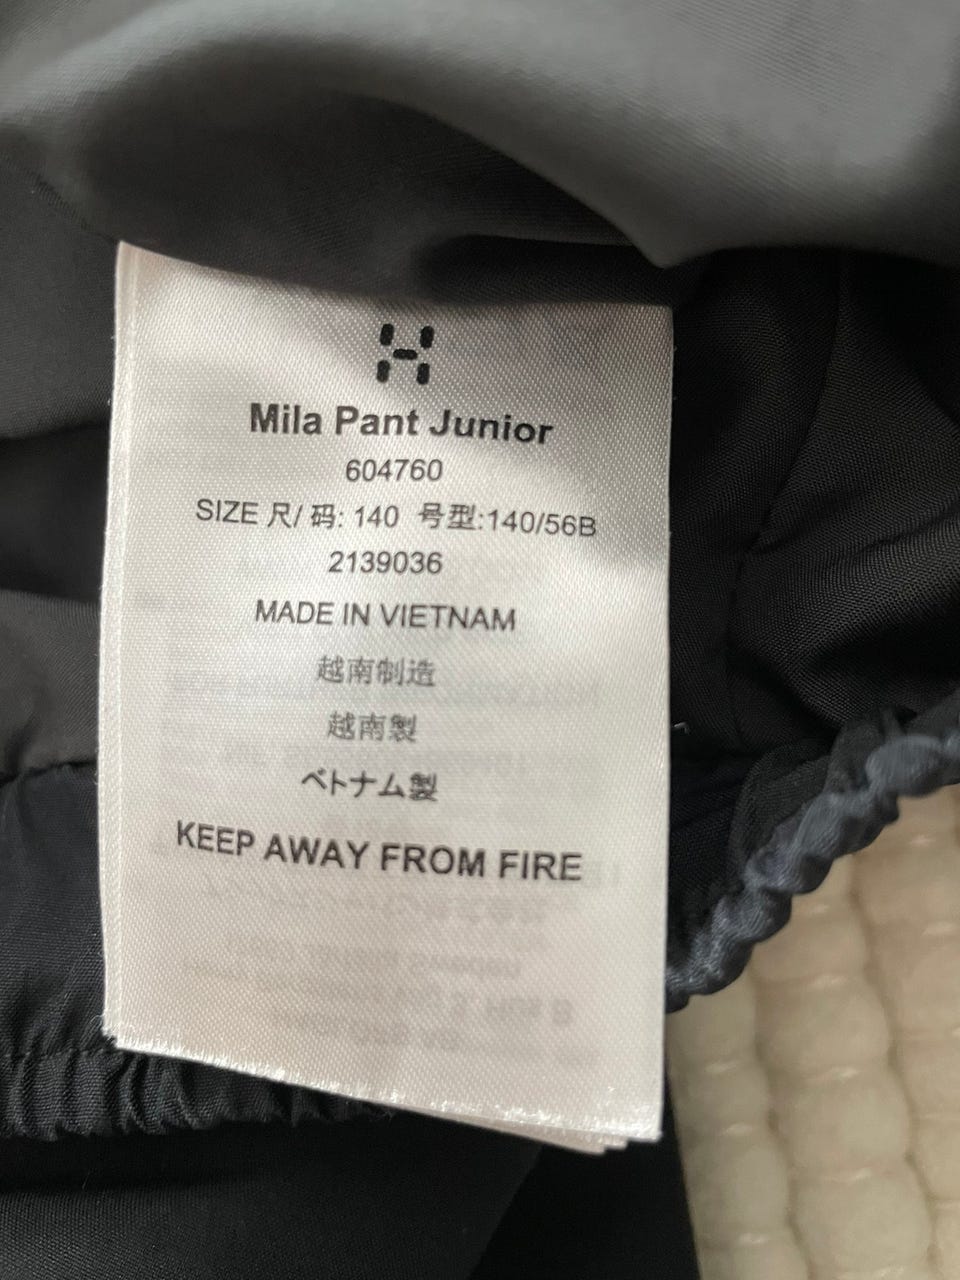 Mila Pant Junior
604760
SIZE 尺/ 码: 140 号型:140/56B
2139036
MADE IN VIETNAM
越南制造
越南製
ベトナム製
KEEP AWAY FROM FIRE